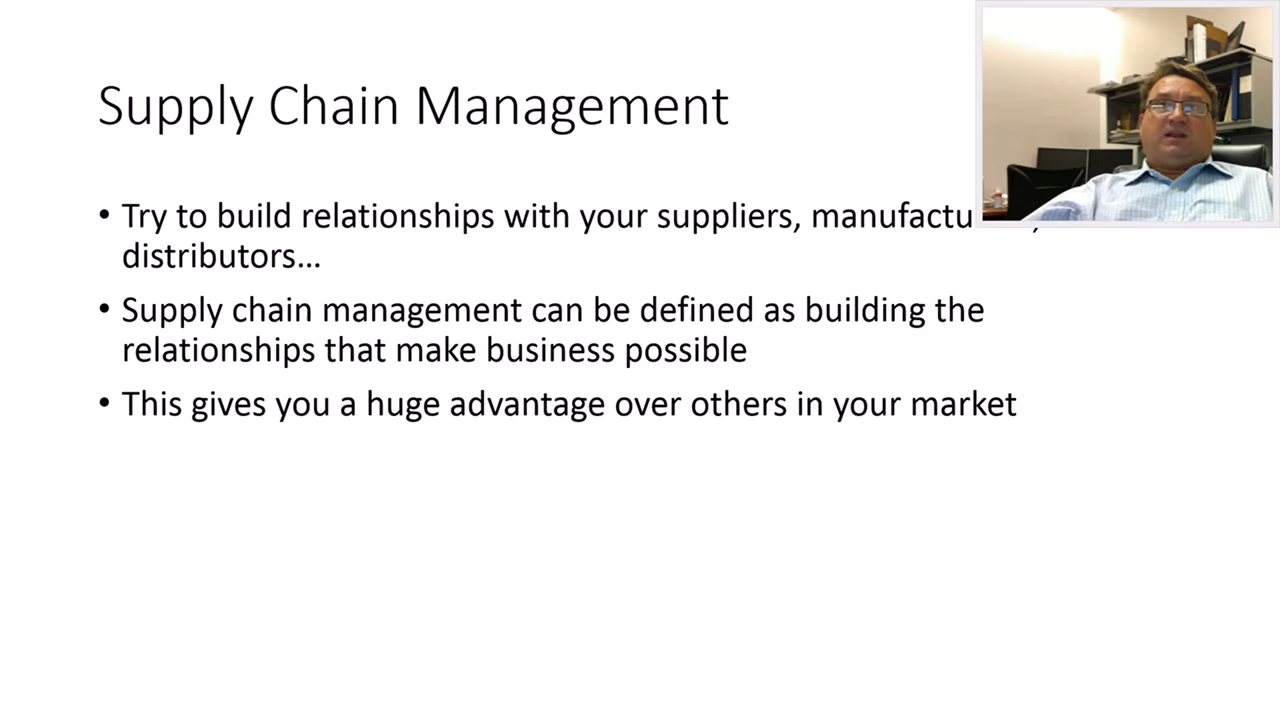 Supply Chain Management
• Try to build relationships with your suppliers,
distributors…
• Supply chain management can be defined as building the
relationships that make business possible
• This gives you a huge advantage over others in your market